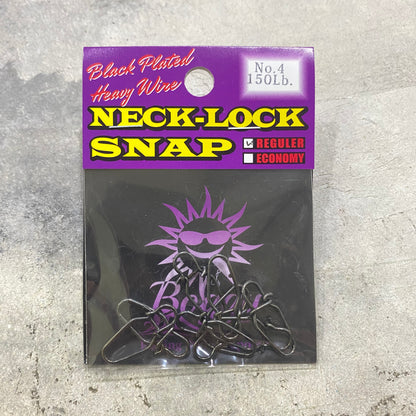 Black Plated
Heavy Wire
No.4
150Lb.
NECK-LOCK
SNAP
REGULER
ECONOMY